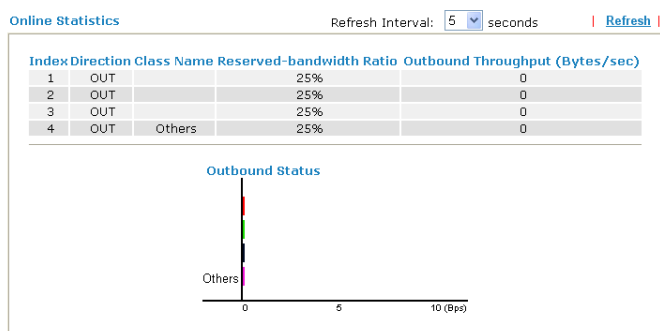 Online Statistics Refresh Interval: 5 seconds | Refresh |
Index Direction Class Name Reserved-bandwidth Ratio Outbound Throughput (Bytes/sec)
1 OUT 25% 0
2 OUT 25% 0
3 OUT 25% 0
4 OUT Others 25% 0
Outbound Status
Others
0 5 10 (Bps)